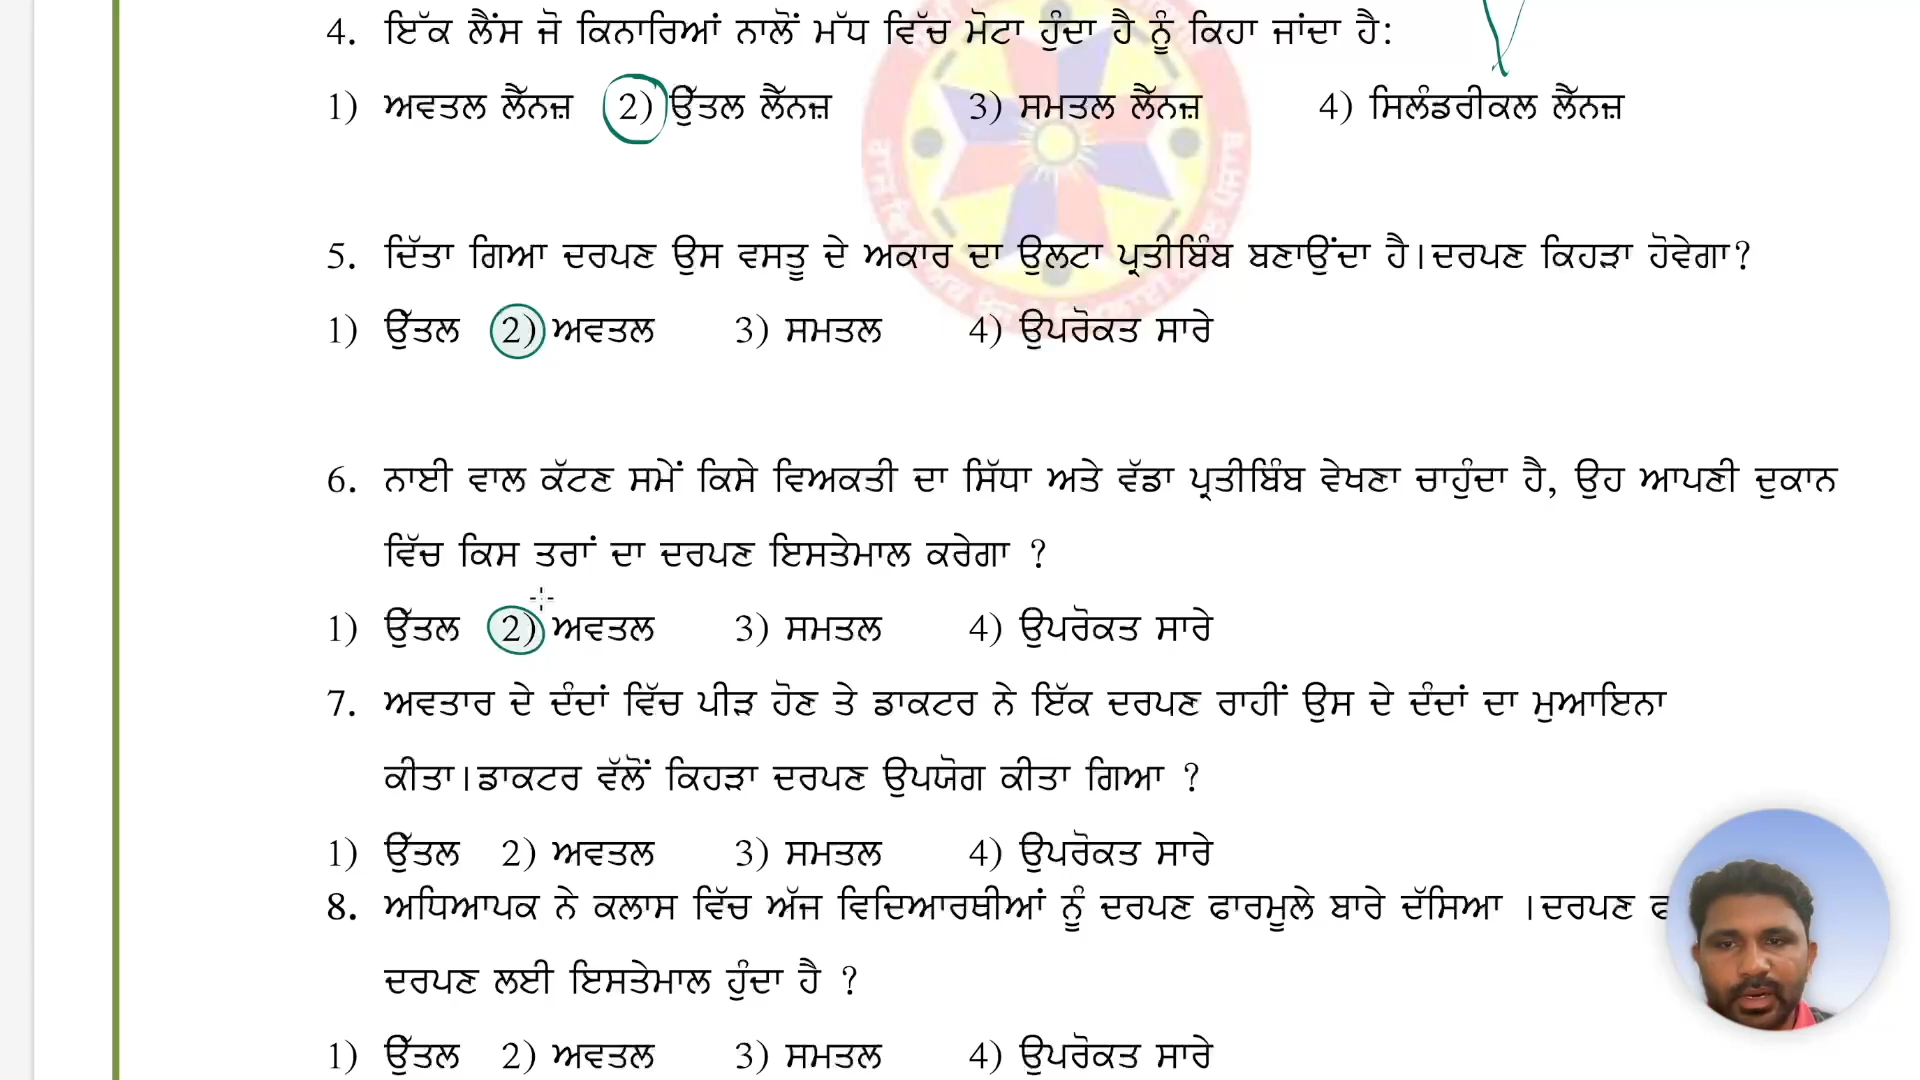 4. ਇੱਕ ਲੈਂਸ ਜੋ ਕਿਨਾਰਿਆਂ ਨਾਲੋਂ ਮੱਧ ਵਿੱਚ ਮੋਟਾ ਹੁੰਦਾ ਹੈ ਨੂੰ ਕਿਹਾ ਜਾਂਦਾ ਹੈ:
1) ਅਵਤਲ ਲੈੱਨਜ਼ 2) ਉੱਤਲ ਲੈੱਨਜ਼ 3) ਸਮਤਲ ਲੈੱਨਜ਼ 4) ਸਿਲੰਡਰੀਕਲ ਲੈੱਨਜ਼
5. ਦਿੱਤਾ ਗਿਆ ਦਰਪਣ ਉਸ ਵਸਤੂ ਦੇ ਅਕਾਰ ਦਾ ਉਲਟਾ ਪ੍ਰਤੀਬਿੰਬ ਬਣਾਉਂਦਾ ਹੈ।ਦਰਪਣ ਕਿਹੜਾ ਹੋਵੇਗਾ?
1) ਉੱਤਲ 2) ਅਵਤਲ 3) ਸਮਤਲ 4) ਉਪਰੋਕਤ ਸਾਰੇ
6. ਨਾਈ ਵਾਲ ਕੱਟਣ ਸਮੇਂ ਕਿਸੇ ਵਿਅਕਤੀ ਦਾ ਸਿੱਧਾ ਅਤੇ ਵੱਡਾ ਪ੍ਰਤੀਬਿੰਬ ਵੇਖਣਾ ਚਾਹੁੰਦਾ ਹੈ, ਉਹ ਆਪਣੀ ਦੁਕਾਨ
ਵਿੱਚ ਕਿਸ ਤਰਾਂ ਦਾ ਦਰਪਣ ਇਸਤੇਮਾਲ ਕਰੇਗਾ ?
1) ਉੱਤਲ 2) ਅਵਤਲ 3) ਸਮਤਲ 4) ਉਪਰੋਕਤ ਸਾਰੇ
7. ਅਵਤਾਰ ਦੇ ਦੰਦਾਂ ਵਿੱਚ ਪੀੜ ਹੋਣ ਤੇ ਡਾਕਟਰ ਨੇ ਇੱਕ ਦਰਪਣ ਰਾਹੀਂ ਉਸ ਦੇ ਦੰਦਾਂ ਦਾ ਮੁਆਇਨਾ
ਕੀਤਾ।ਡਾਕਟਰ ਵੱਲੋਂ ਕਿਹੜਾ ਦਰਪਣ ਉਪਯੋਗ ਕੀਤਾ ਗਿਆ ?
1) ਉੱਤਲ 2) ਅਵਤਲ 3) ਸਮਤਲ 4) ਉਪਰੋਕਤ ਸਾਰੇ
8. ਅਧਿਆਪਕ ਨੇ ਕਲਾਸ ਵਿੱਚ ਅੱਜ ਵਿਦਿਆਰਥੀਆਂ ਨੂੰ ਦਰਪਣ ਫਾਰਮੂਲੇ ਬਾਰੇ ਦੱਸਿਆ ।ਦਰਪਣ
ਦਰਪਣ ਲਈ ਇਸਤੇਮਾਲ ਹੁੰਦਾ ਹੈ ?
1) ਉੱਤਲ 2) ਅਵਤਲ 3) ਸਮਤਲ 4) ਉਪਰੋਕਤ ਸਾਰੇ